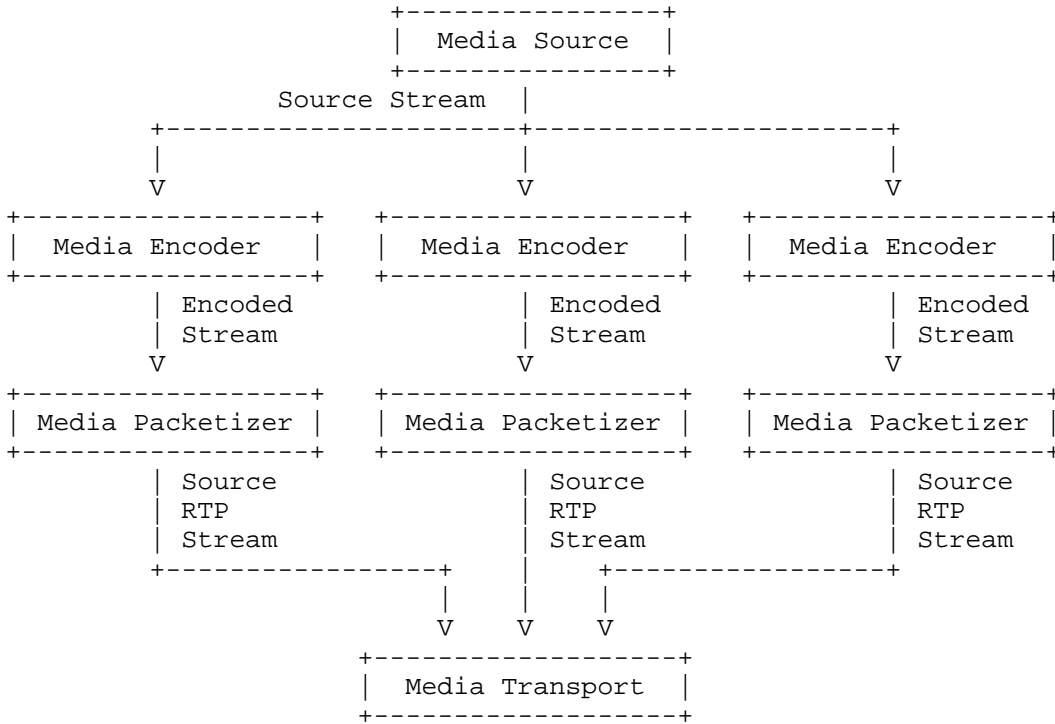 Media Source
Source Stream
Media Encoder Media Encoder Media Encoder
Encoded Encoded Encoded
Stream Stream Stream
Media Packetizer Media Packetizer Media Packetizer
Source Source Source
RTP RTP RTP
Stream Stream Stream
Media Transport